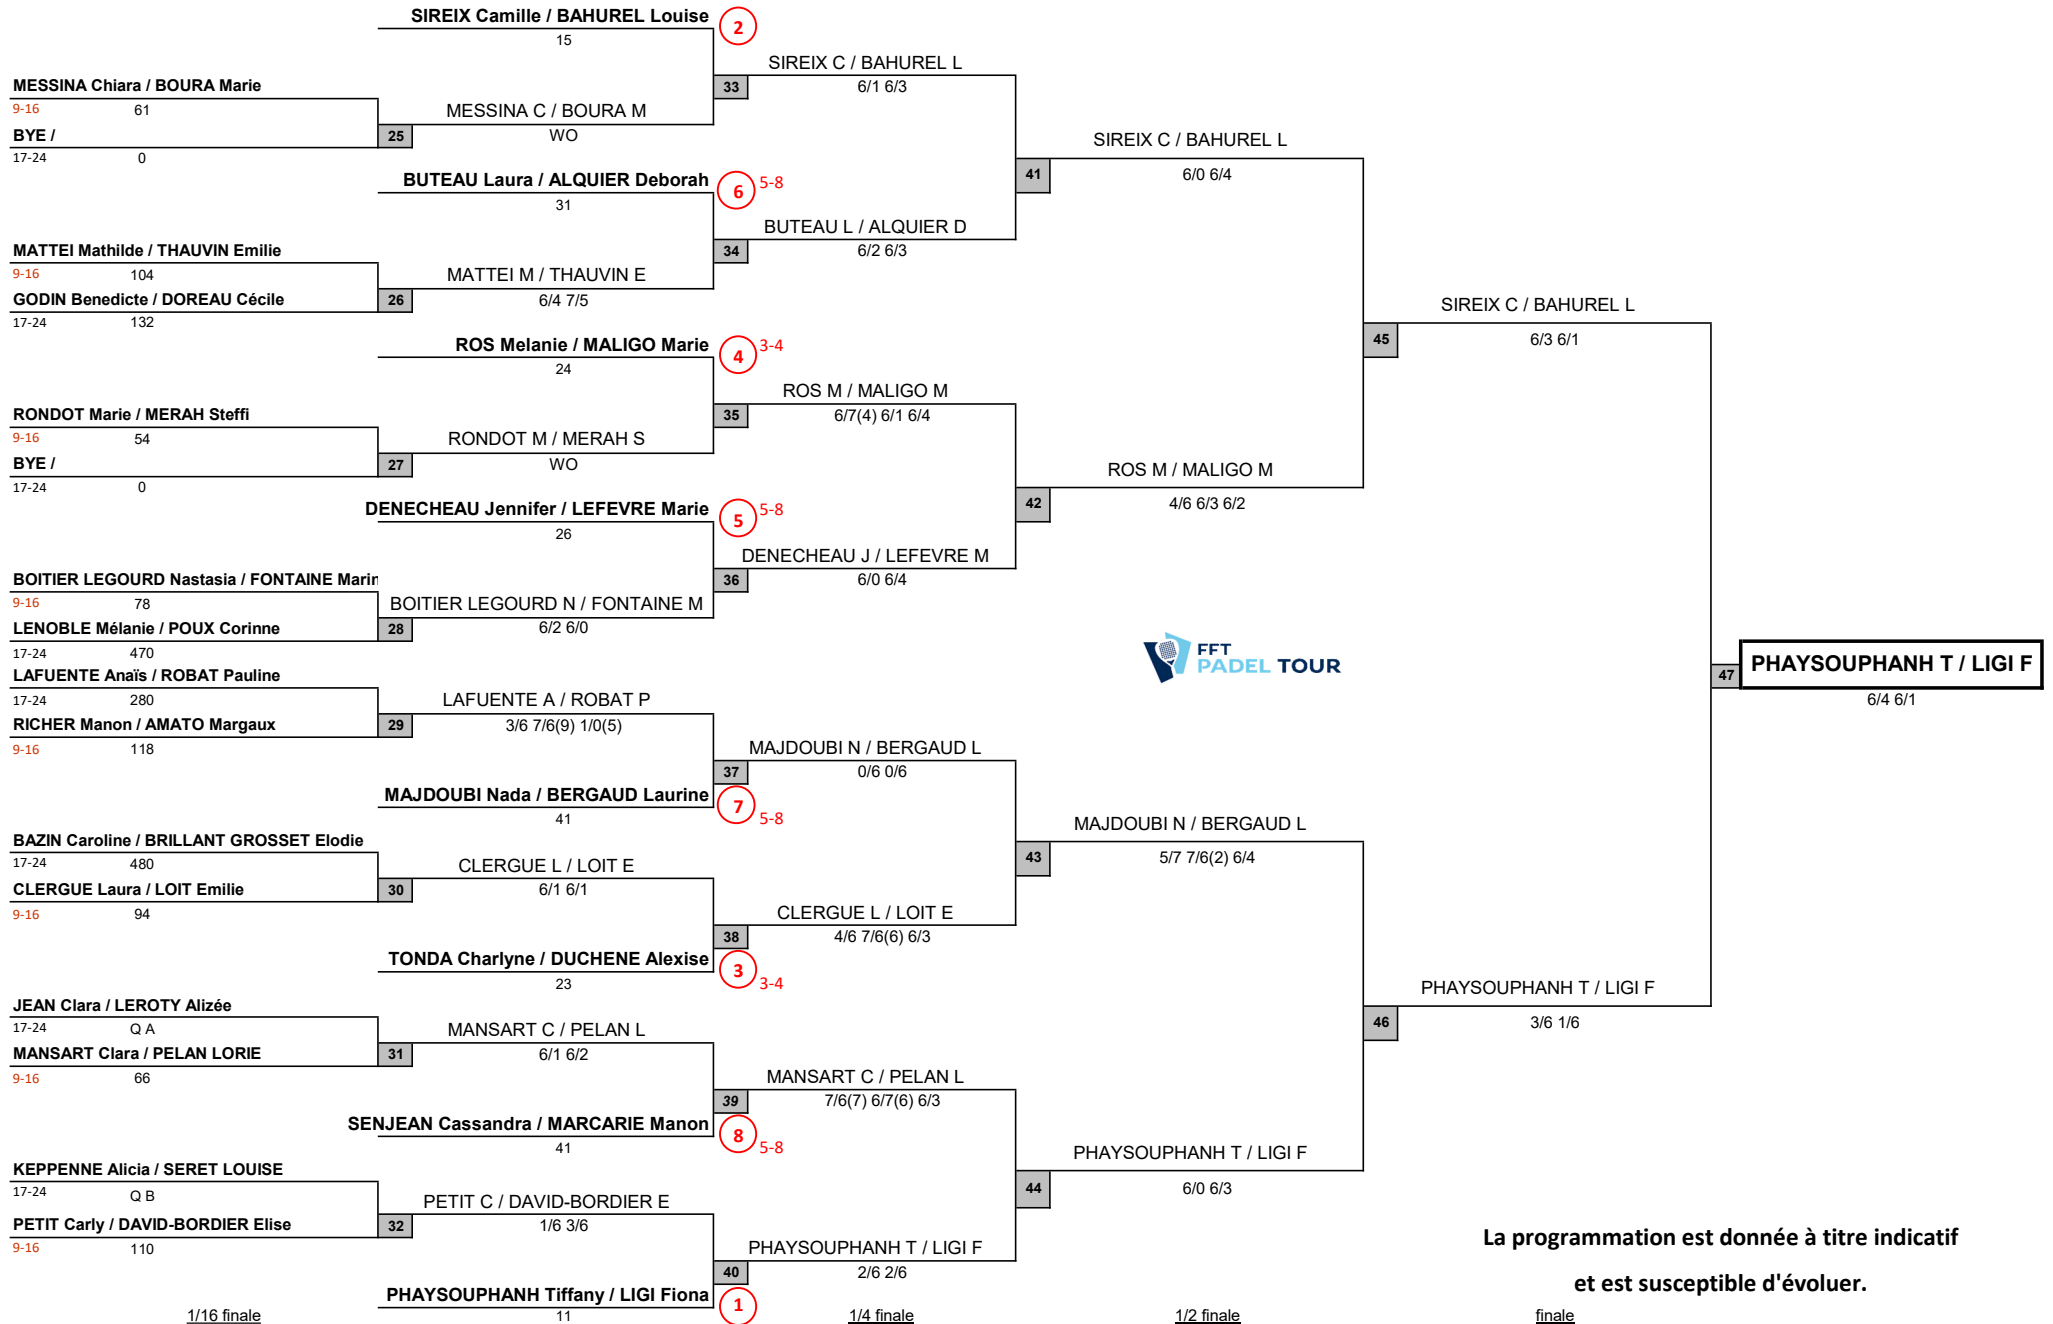 SIREIX Camille / BAHUREL Louise
2
15
SIREIX C / BAHUREL L
MESSINA Chiara / BOURA Marie
33
6/1 6/3
9-16 61
MESSINA C / BOURA M
BYE /
25
WO
17-24 0
SIREIX C / BAHUREL L
BUTEAU Laura / ALQUIER Deborah
6 5-8
41
6/0 6/4
31
BUTEAU L / ALQUIER D
MATTEI Mathilde / THAUVIN Emilie
34
6/2 6/3
9-16 104
MATTEI M / THAUVIN E
GODIN Benedicte / DOREAU Cécile
26
6/4 7/5
17-24 132
SIREIX C / BAHUREL L
ROS Melanie / MALIGO Marie
4 3-4
45
6/3 6/1
24
ROS M / MALIGO M
RONDOT Marie / MERAH Steffi
35
6/7(4) 6/1 6/4
9-16 54
RONDOT M / MERAH S
BYE /
27
WO
17-24 0
ROS M / MALIGO M
DENECHEAU Jennifer / LEFEVRE Marie
5 5-8
42
4/6 6/3 6/2
26
DENECHEAU J / LEFEVRE M
BOITIER LEGOURD Nastasia / FONTAINE Marin
36
6/0 6/4
9-16 78
BOITIER LEGOURD N / FONTAINE M
LENOBLE Mélanie / POUX Corinne
28
6/2 6/0
17-24 470
FFT
PADEL TOUR
47
PHAYSOUPHANH T / LIGI F
6/4 6/1
LAFUENTE Anaïs / ROBAT Pauline
17-24 280
LAFUENTE A / ROBAT P
RICHER Manon / AMATO Margaux
29
3/6 7/6(9) 1/0(5)
9-16 118
MAJDOUBI N / BERGAUD L
37
0/6 0/6
MAJDOUBI Nada / BERGAUD Laurine
7 5-8
41
MAJDOUBI N / BERGAUD L
BAZIN Caroline / BRILLANT GROSSET Elodie
43
5/7 7/6(2) 6/4
17-24 480
CLERGUE L / LOIT E
CLERGUE Laura / LOIT Emilie
30
6/1 6/1
9-16 94
CLERGUE L / LOIT E
38
4/6 7/6(6) 6/3
TONDA Charlyne / DUCHENE Alexise
3 3-4
23
PHAYSOUPHANH T / LIGI F
JEAN Clara / LEROTY Alizée
46
3/6 1/6
17-24 Q A
MANSART C / PELAN L
MANSART Clara / PELAN LORIE
31
6/1 6/2
9-16 66
MANSART C / PELAN L
39
7/6(7) 6/7(6) 6/3
SENJEAN Cassandra / MARCARIE Manon
8 5-8
41
PHAYSOUPHANH T / LIGI F
KEPPENNE Alicia / SERET LOUISE
44
6/0 6/3
17-24 Q B
PETIT C / DAVID-BORDIER E
PETIT Carly / DAVID-BORDIER Elise
32
1/6 3/6
9-16 110
PHAYSOUPHANH T / LIGI F
40
2/6 2/6
PHAYSOUPHANH Tiffany / LIGI Fiona
1
11
La programmation est donnée à titre indicatif
et est susceptible d'évoluer.
1/16 finale
1/4 finale
1/2 finale
finale